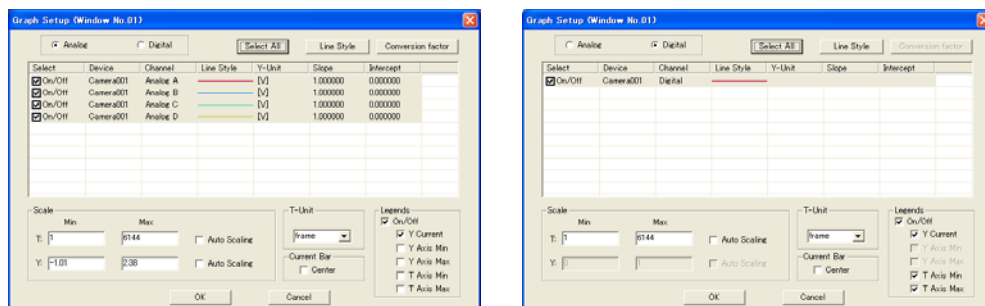 Graph Setup (Window No.01)
Analog Digital Select All Line Style Conversion factor
Select Device Channel Line Style Y-Unit Slope Intercept
On/Off Camera001 Analog A [V] 1.000000 0.000000
On/Off Camera001 Analog B [V] 1.000000 0.000000
On/Off Camera001 Analog C [V] 1.000000 0.000000
On/Off Camera001 Analog D [V] 1.000000 0.000000
Scale
Min Max
T: 1 6144 Auto Scaling
Y: -1.01 2.38 Auto Scaling
T-Unit
frame
Current Bar
Center
Legends
On/Off
Y Current
Y Axis Min
Y Axis Max
T Axis Min
T Axis Max
OK Cancel
Graph Setup (Window No.01)
Analog Digital Select All Line Style Conversion factor
Select Device Channel Line Style Y-Unit Slope Intercept
On/Off Camera001 Digital
Scale
Min Max
T: 1 6144 Auto Scaling
Y: Auto Scaling
T-Unit
frame
Current Bar
Center
Legends
On/Off
Y Current
Y Axis Min
Y Axis Max
T Axis Min
T Axis Max
OK Cancel